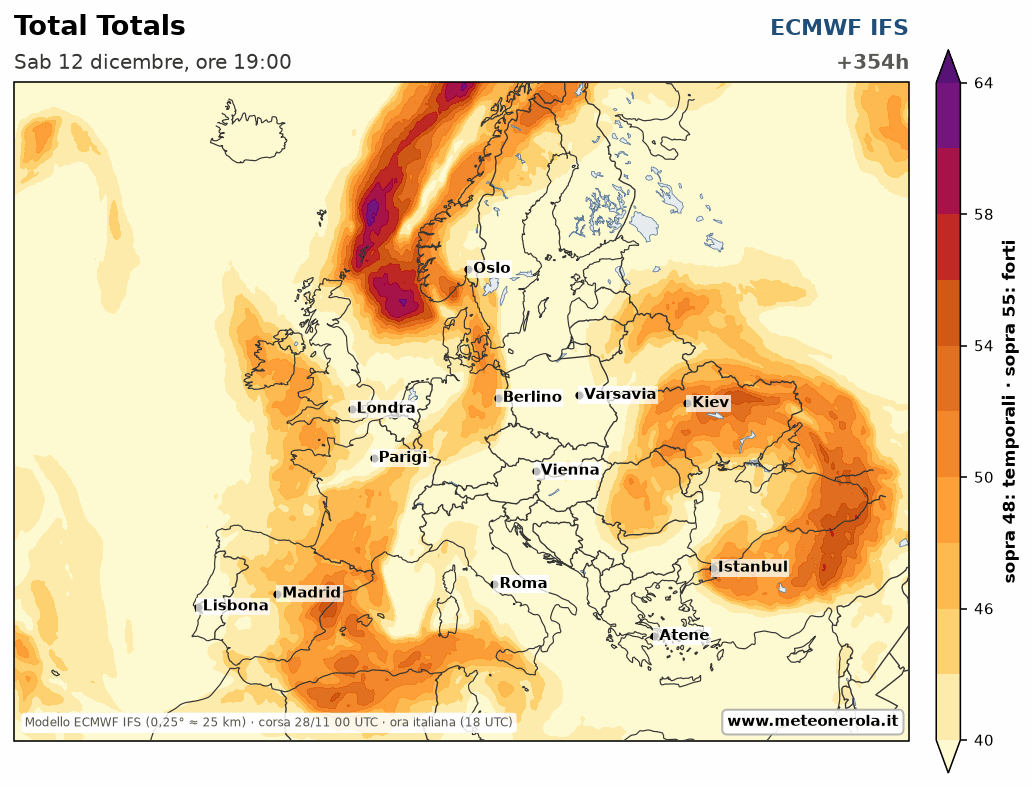 Total Totals
ECMWF IFS
Sab 12 dicembre, ore 19:00
+354h
64
58
54
50
46
40
sopra 48: temporali · sopra 55: forti
Oslo
Berlino
Varsavia
Kiev
Londra
Parigi
Vienna
Istanbul
Roma
Madrid
Lisbona
Atene
Modello ECMWF IFS (0,25° ≈ 25 km) · corsa 28/11 00 UTC · ora italiana (18 UTC)
www.meteonerola.it